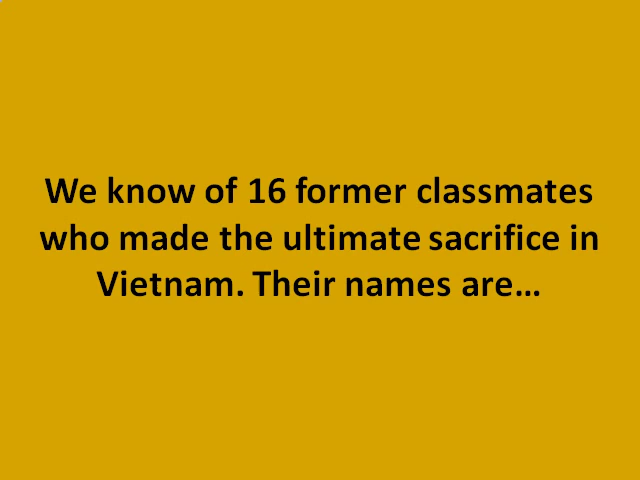 We know of 16 former classmates
who made the ultimate sacrifice in
Vietnam. Their names are…